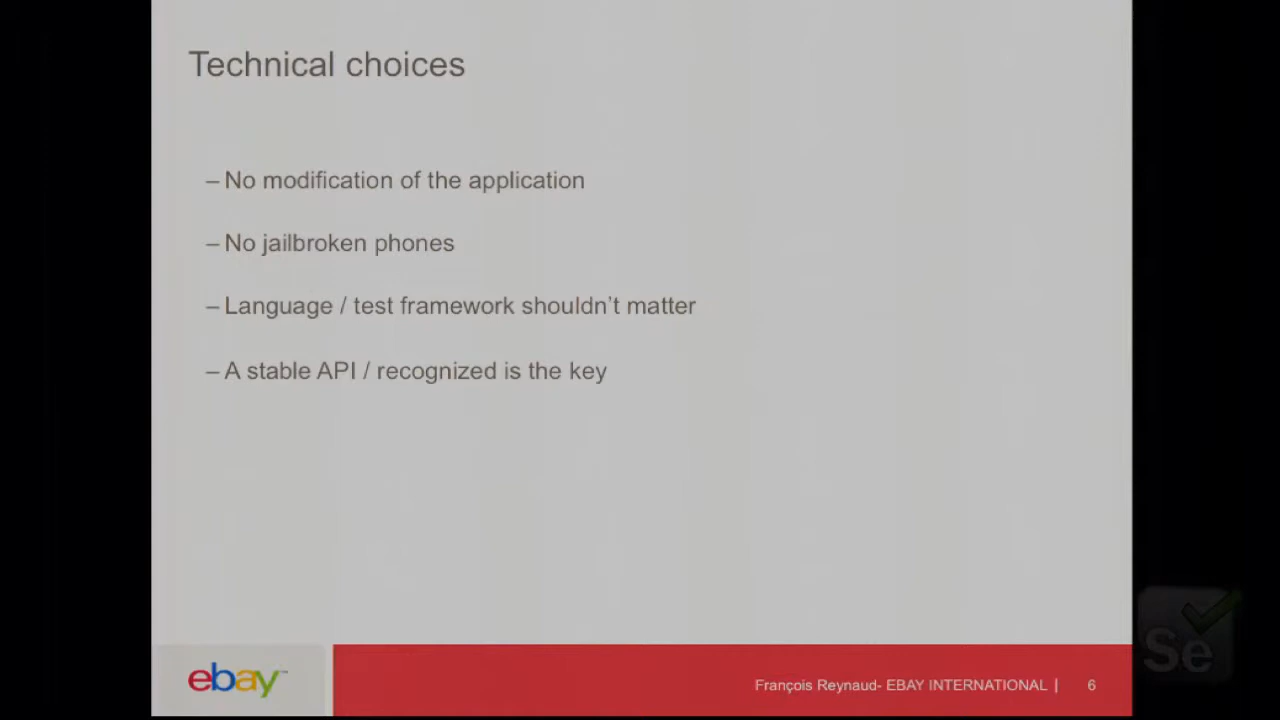 Technical choices
– No modification of the application
– No jailbroken phones
– Language / test framework shouldn’t matter
– A stable API / recognized is the key
ebay™
François Reynaud- EBAY INTERNATIONAL | 6
Se